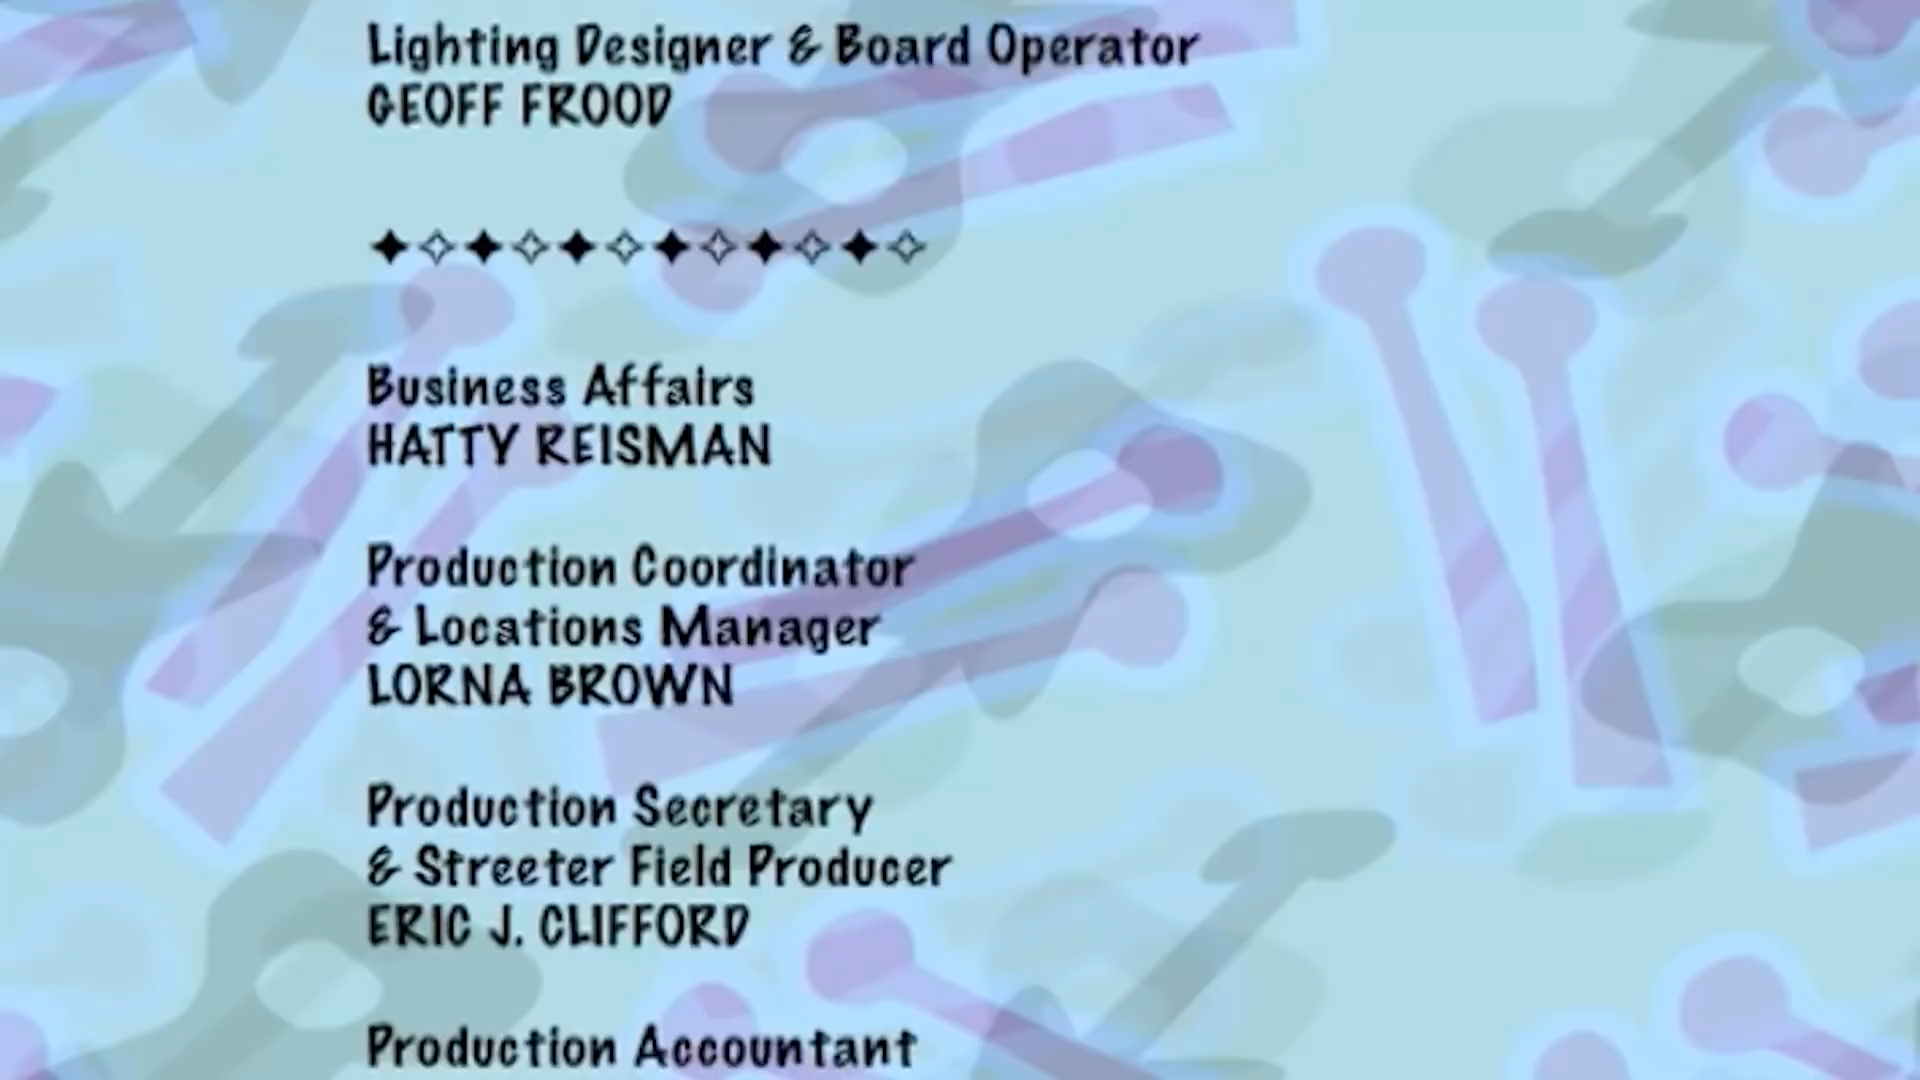 Lighting Designer & Board Operator
GEOFF FROOD
✦✧✦✧✦✧✦✧✦✧✦✧
Business Affairs
HATTY REISMAN
Production Coordinator
& Locations Manager
LORNA BROWN
Production Secretary
& Streeter Field Producer
ERIC J. CLIFFORD
Production Accountant